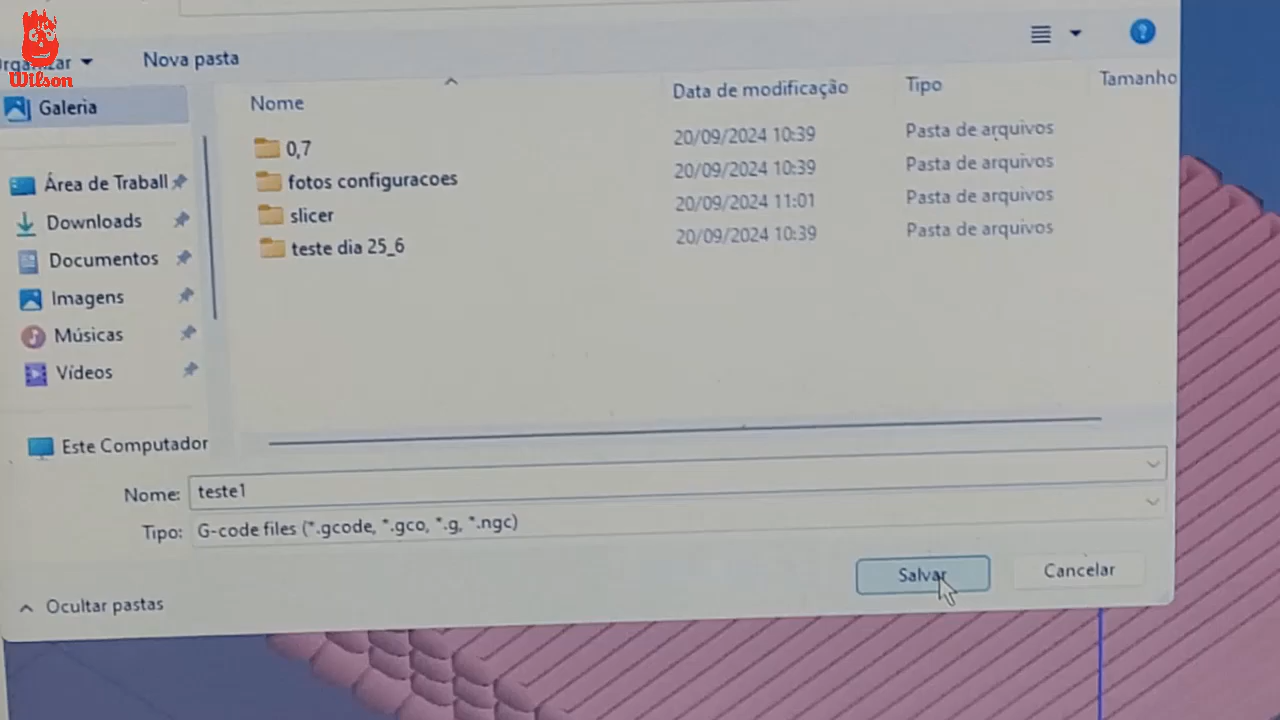 Wilson
Organizar
Nova pasta
Galeria
Área de Traball
Downloads
Documentos
Imagens
Músicas
Vídeos
Este Computador
Nome Data de modificação Tipo Tamanho
0,7 20/09/2024 10:39 Pasta de arquivos
fotos configuracoes 20/09/2024 10:39 Pasta de arquivos
slicer 20/09/2024 11:01 Pasta de arquivos
teste dia 25_6 20/09/2024 10:39 Pasta de arquivos
Nome: teste1
Tipo: G-code files (*.gcode, *.gco, *.g, *.ngc)
Salvar Cancelar
Ocultar pastas